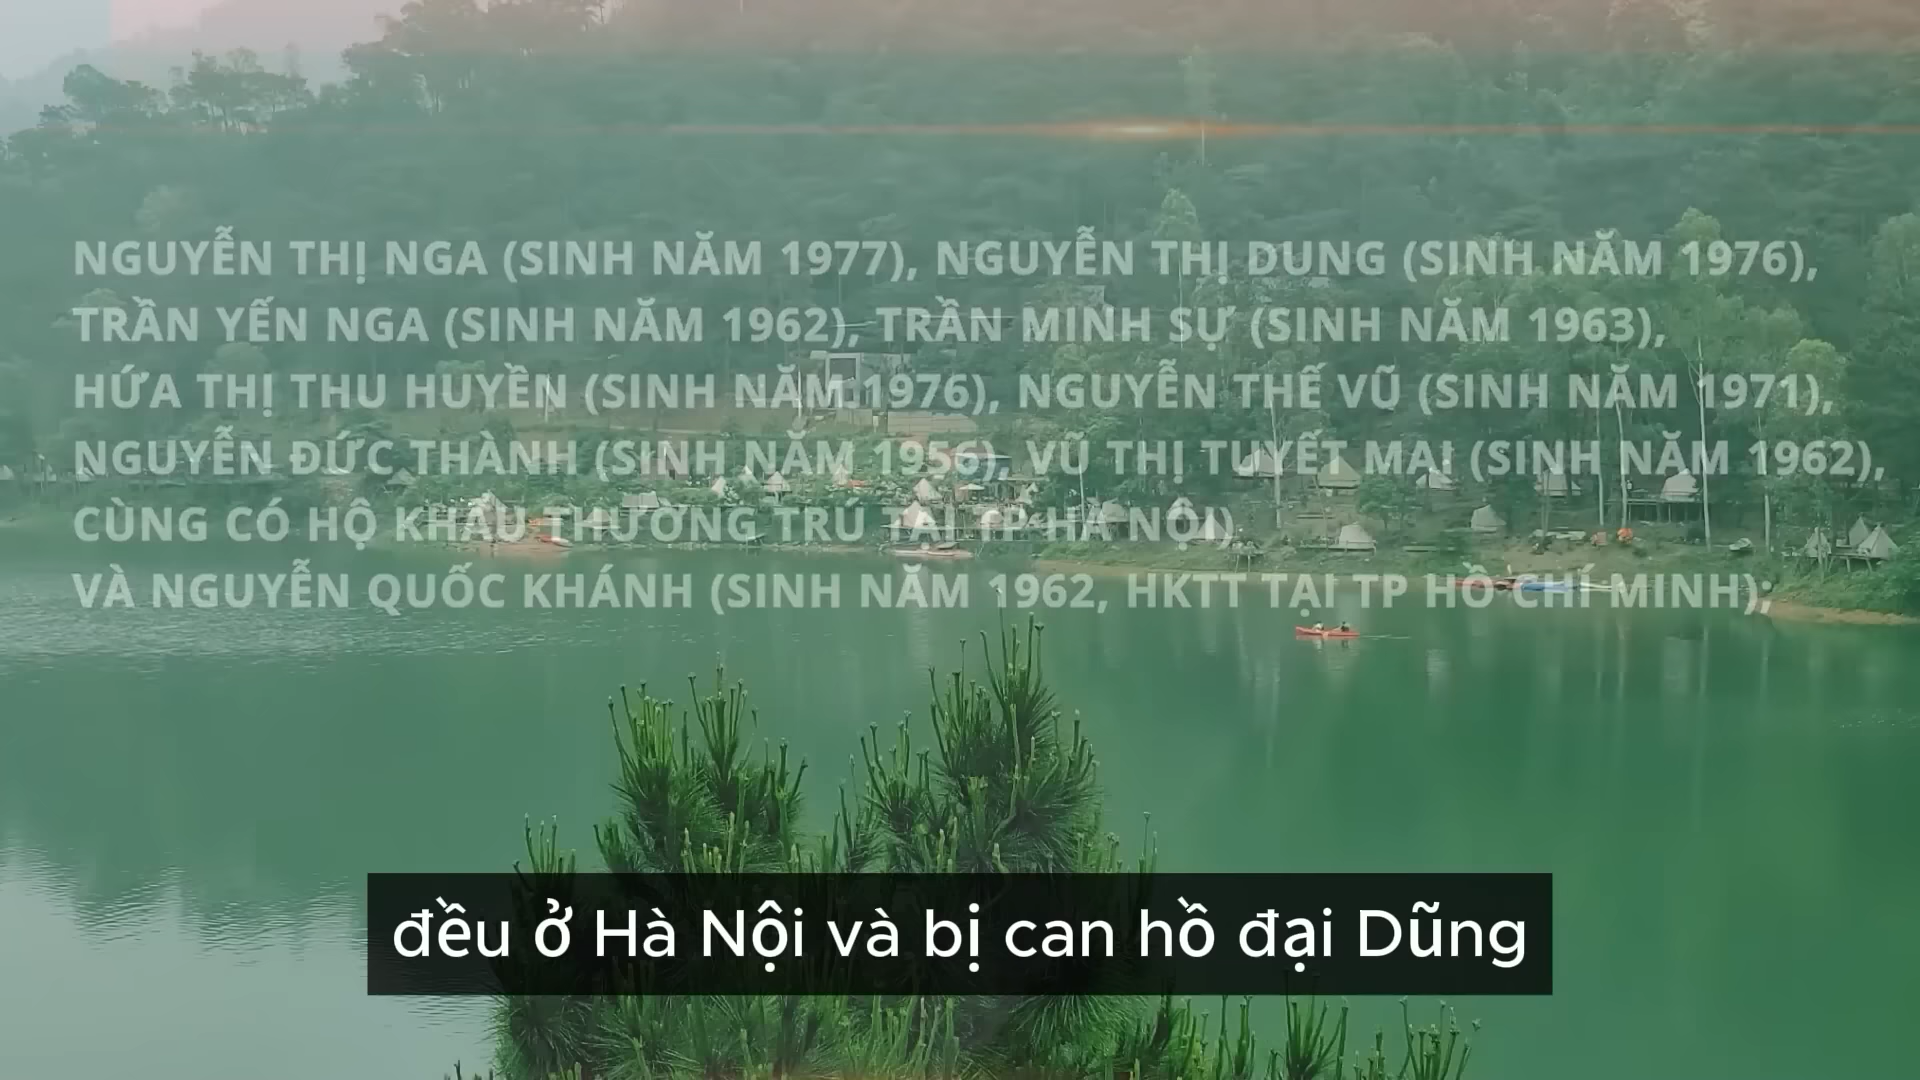 NGUYỄN THỊ NGA (SINH NĂM 1977), NGUYỄN THỊ DUNG (SINH NĂM 1976),
TRẦN YẾN NGA (SINH NĂM 1962), TRẦN MINH SỰ (SINH NĂM 1963),
HỨA THỊ THU HUYỀN (SINH NĂM 1976), NGUYỄN THẾ VŨ (SINH NĂM 1971),
NGUYỄN ĐỨC THÀNH (SINH NĂM 1956), VŨ THỊ TUYẾT MAI (SINH NĂM 1962),
CÙNG CÓ HỘ KHẨU THƯỜNG TRÚ TẠI TP HÀ NỘI)
VÀ NGUYỄN QUỐC KHÁNH (SINH NĂM 1962, HKTT TẠI TP HỒ CHÍ MINH);
đều ở Hà Nội và bị can hồ đại Dũng